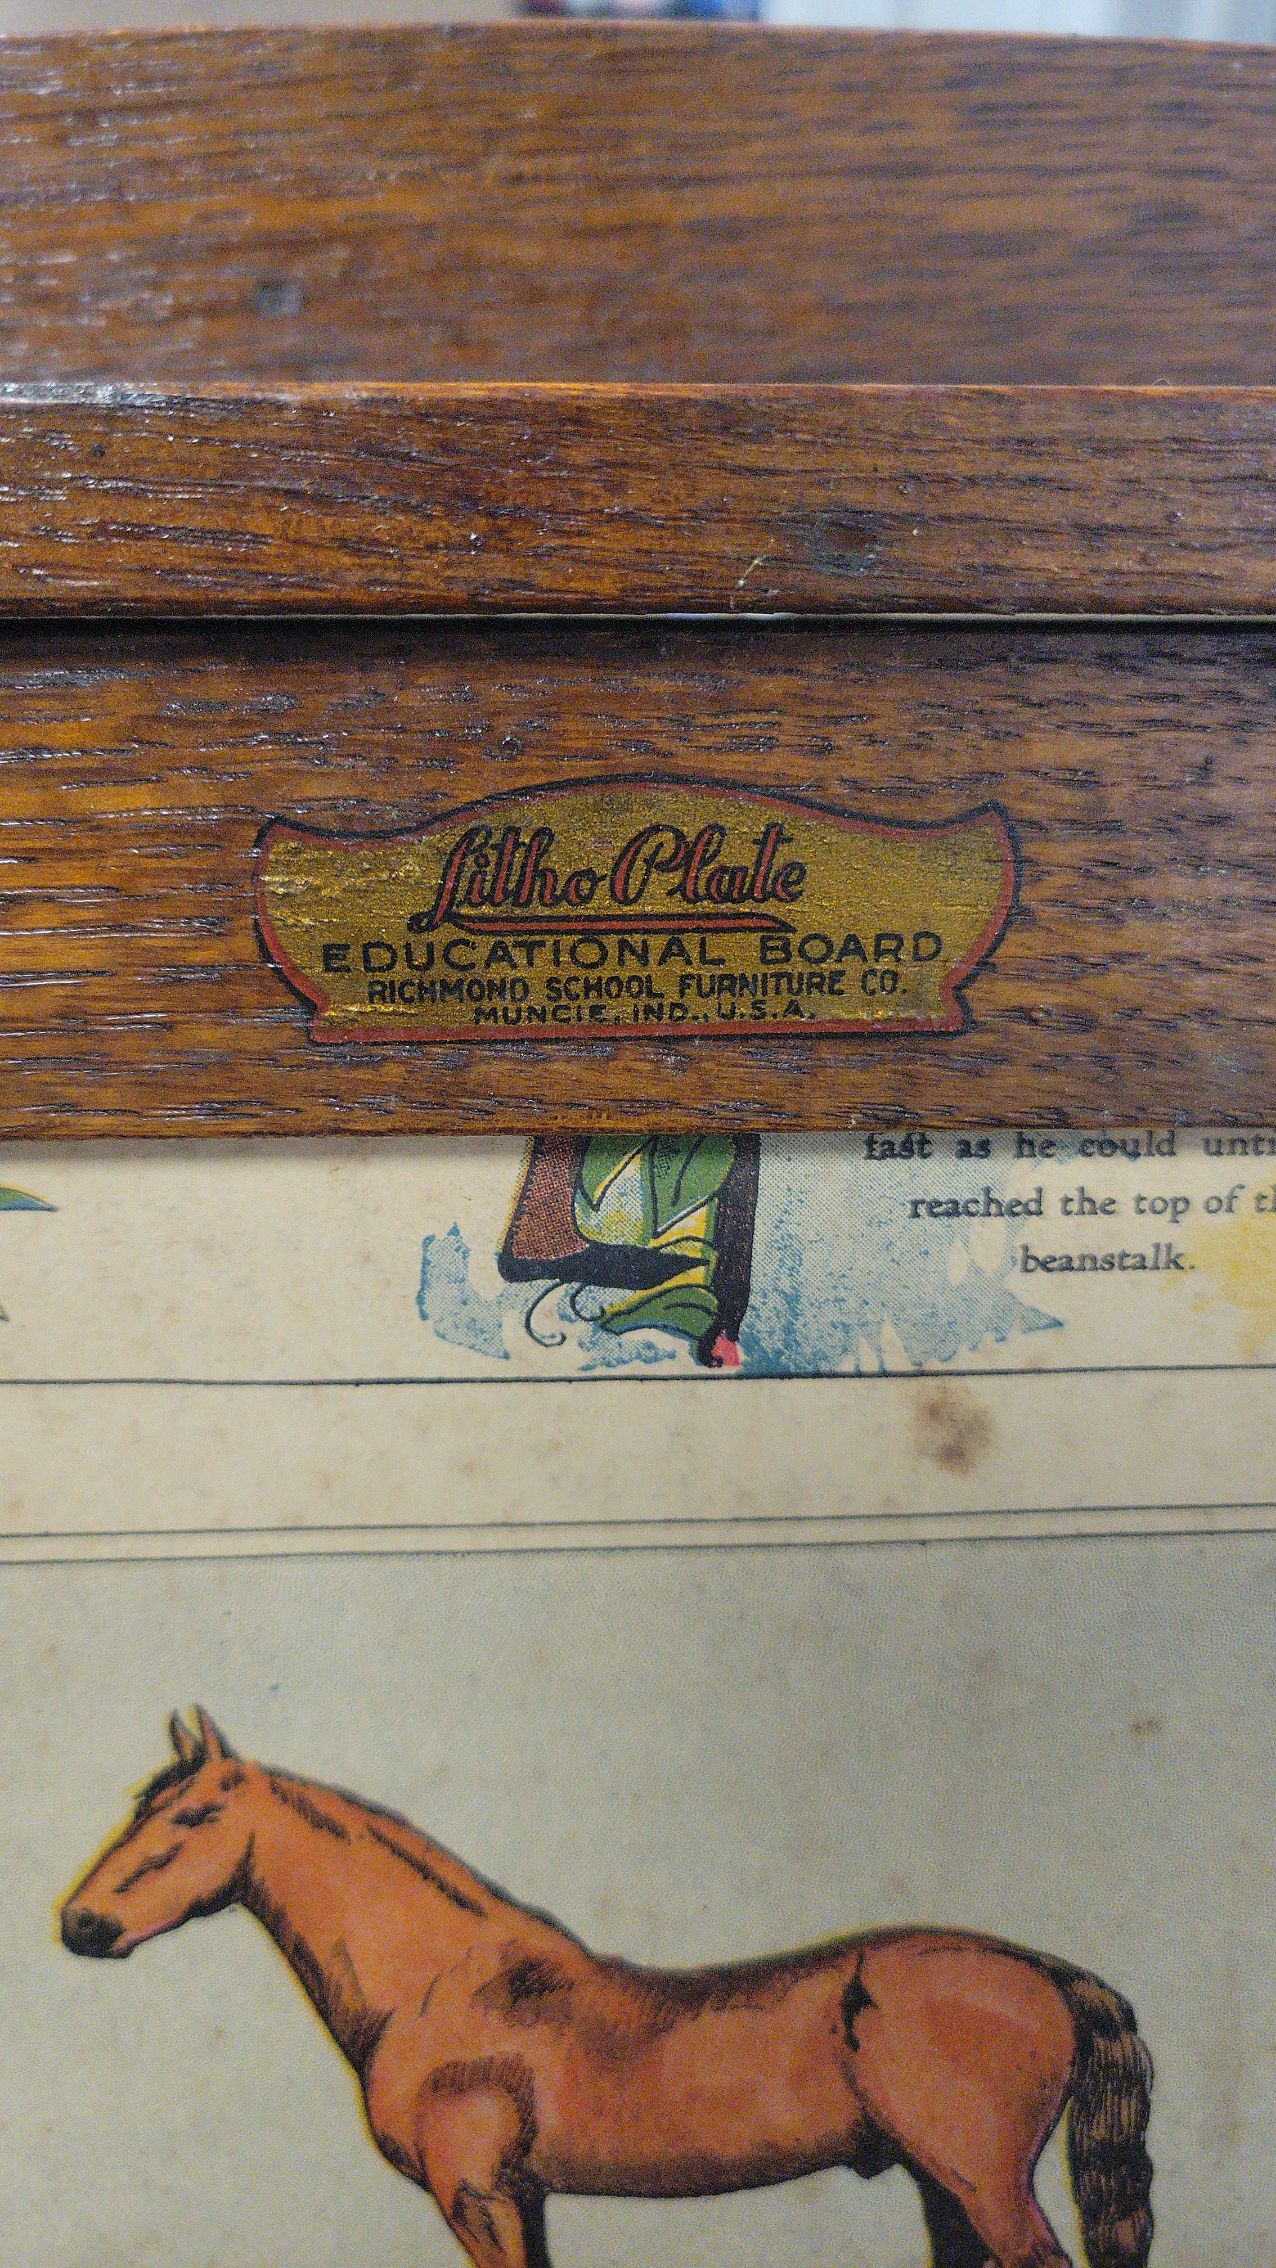 Litho Plate
EDUCATIONAL BOARD
RICHMOND SCHOOL FURNITURE CO.
MUNCIE, IND., U.S.A.
fast as he could
reached the top of
beanstalk.